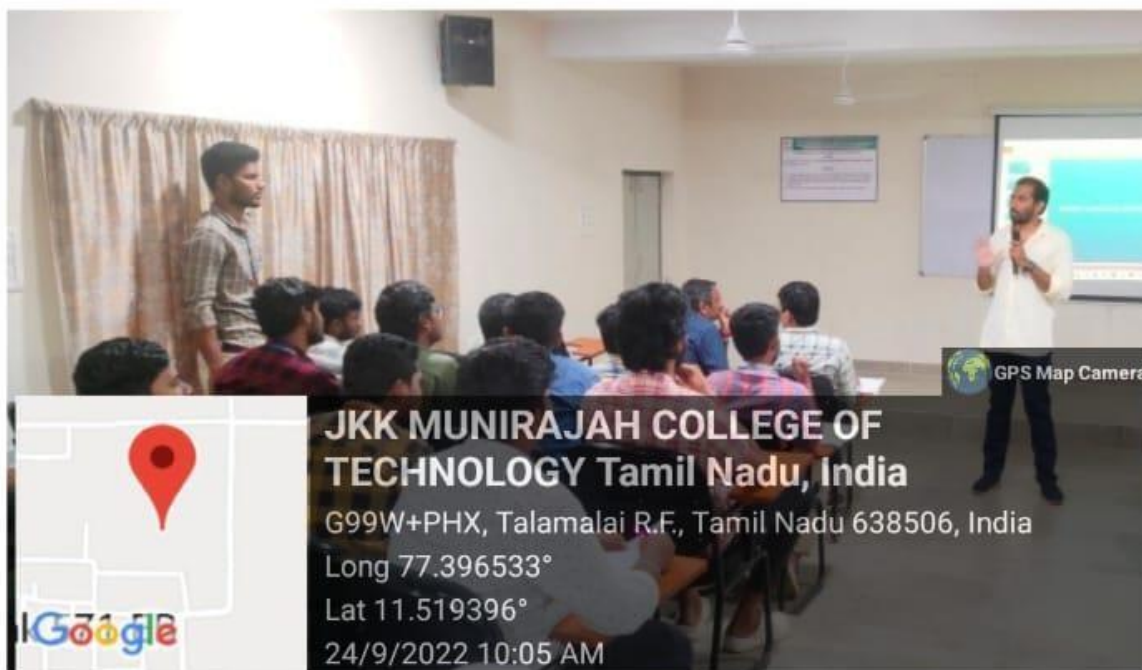 GPS Map Camera
JKK MUNIRAJAH COLLEGE OF
TECHNOLOGY Tamil Nadu, India
G99W+PHX, Talamalai R.F., Tamil Nadu 638506, India
Long 77.396533°
Lat 11.519396°
24/9/2022 10:05 AM
Google